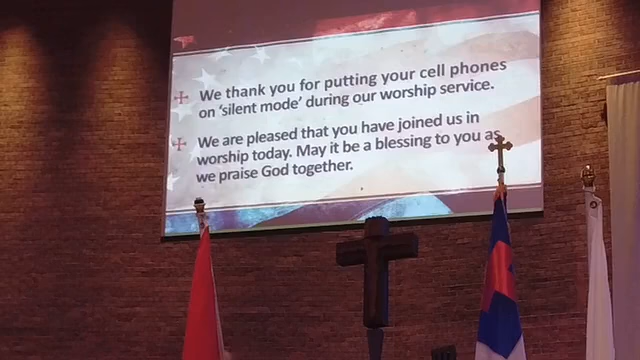 We thank you for putting your cell phones
on 'silent mode' during our worship service.
We are pleased that you have joined us in
worship today. May it be a blessing to you as
we praise God together.